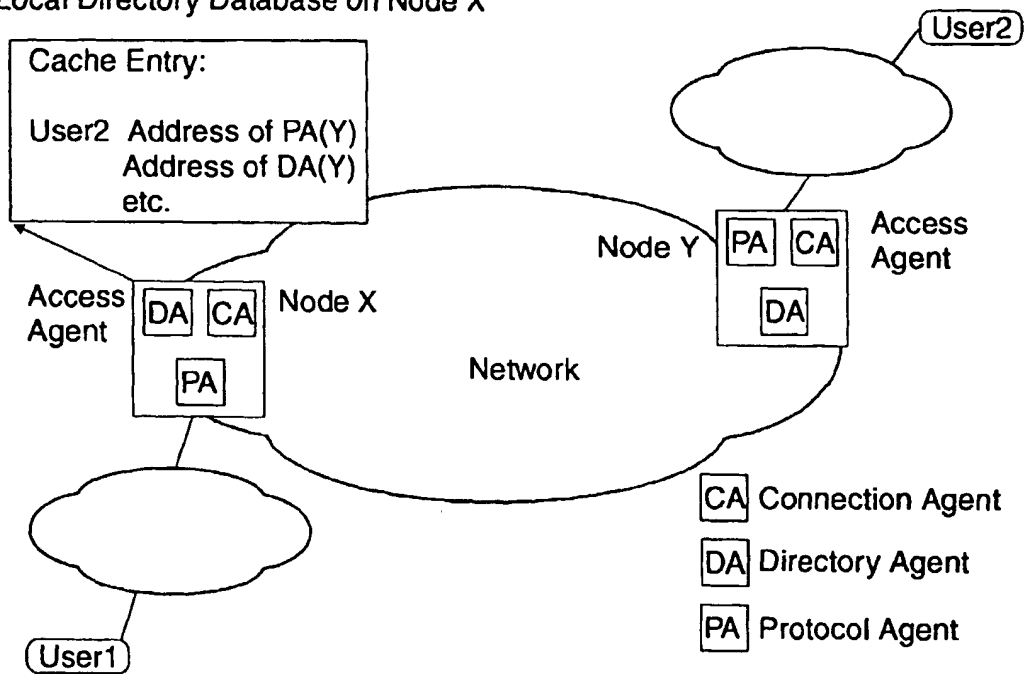 Local Directory Database on Node X
User2
Cache Entry:
User2 Address of PA(Y)
Address of DA(Y)
etc.
Node Y
PA
CA
Access
Agent
DA
Access
Agent
DA
CA
Node X
PA
Network
CA Connection Agent
DA Directory Agent
PA Protocol Agent
User1